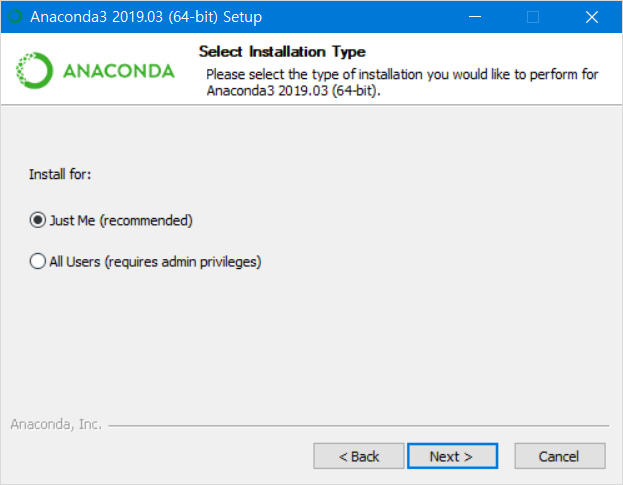 Anaconda3 2019.03 (64-bit) Setup
ANACONDA
Select Installation Type
Please select the type of installation you would like to perform for
Anaconda3 2019.03 (64-bit).
Install for:
Just Me (recommended)
All Users (requires admin privileges)
Anaconda, Inc.
< Back
Next >
Cancel